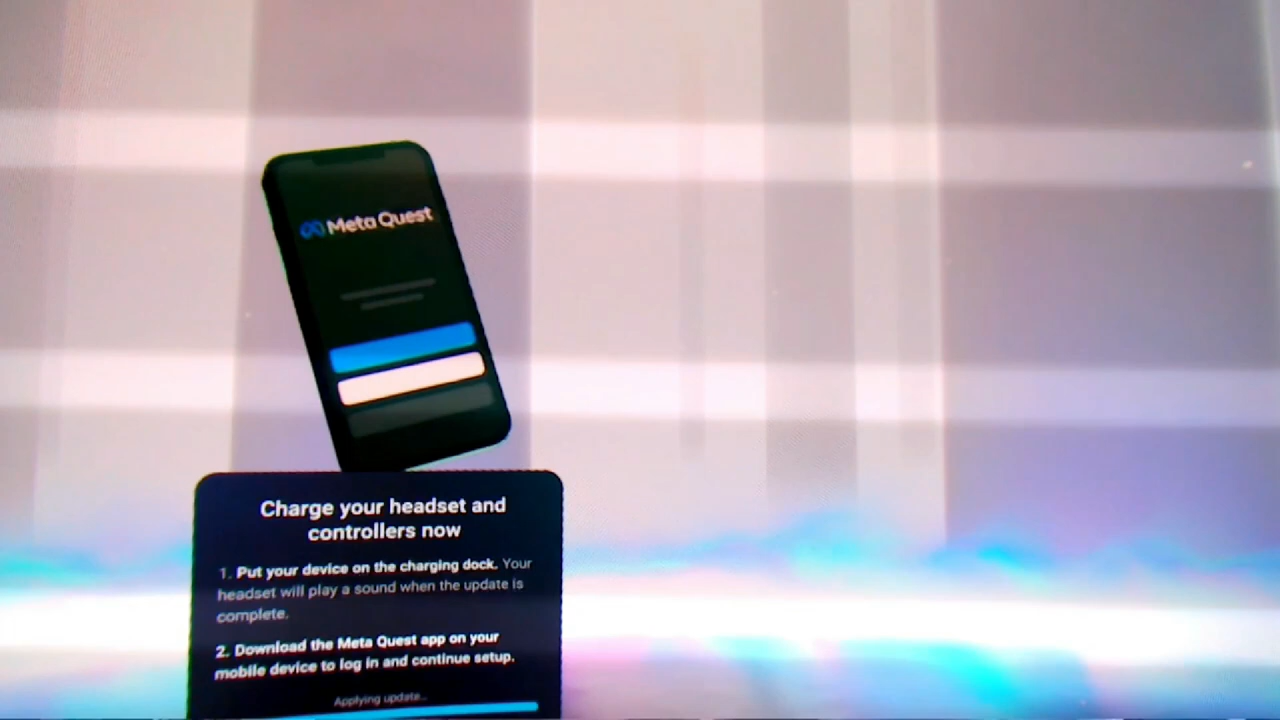 Meta Quest
Charge your headset and
controllers now
1. Put your device on the charging dock. Your
headset will play a sound when the update is
complete.
2. Download the Meta Quest app on your
mobile device to log in and continue setup.
Applying update...